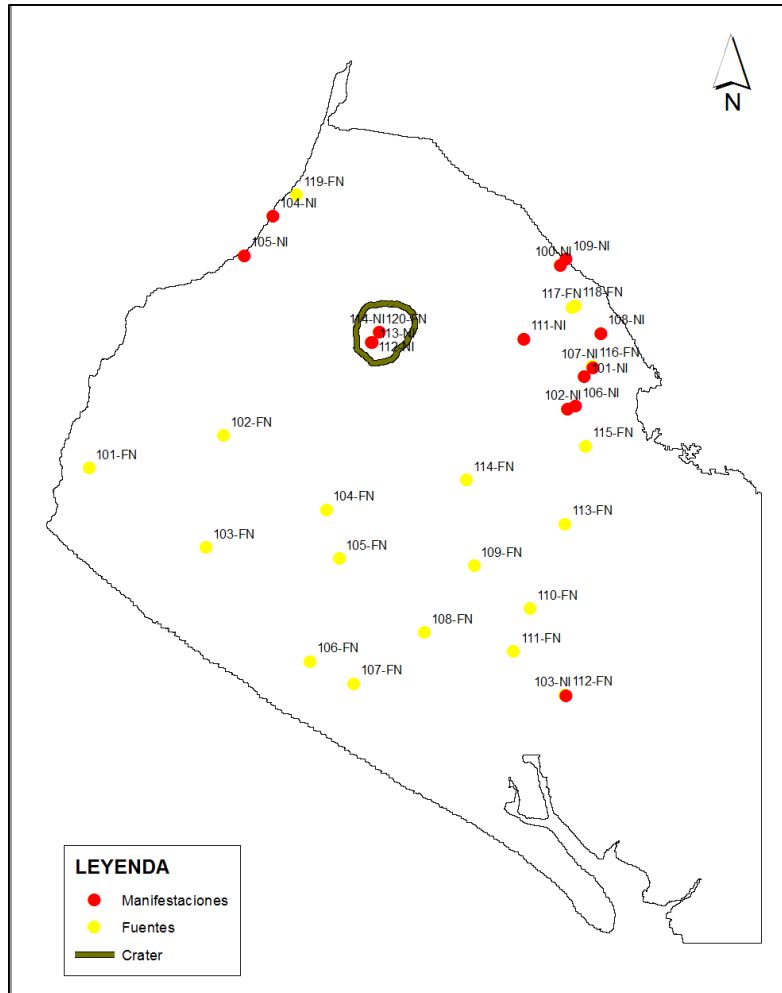 N
119-FN
104-NI
105-NI
109-NI
100-NI
117-FN 118-FN
114-NI 120-FN
113-NI
112-NI
108-NI
111-NI
107-NI 116-FN
101-NI
102-NI 106-NI
102-FN
115-FN
101-FN
114-FN
104-FN
113-FN
103-FN
105-FN
109-FN
110-FN
108-FN
111-FN
106-FN
107-FN
103-NI 112-FN
LEYENDA
Manifestaciones
Fuentes
Crater